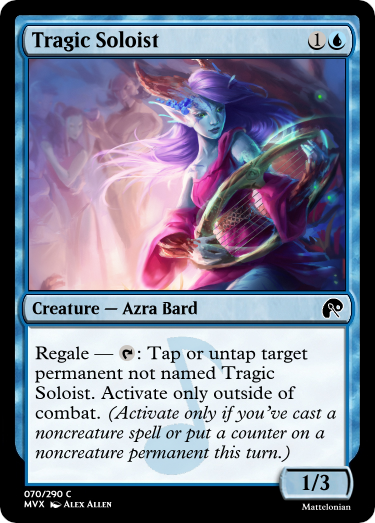 Tragic Soloist 1
Creature — Azra Bard
Regale — : Tap or untap target
permanent not named Tragic
Soloist. Activate only outside of
combat. (Activate only if you've cast a
noncreature spell or put a counter on a
noncreature permanent this turn.)
1/3
070/290 C
MVX Alex Allen
Mattelonian